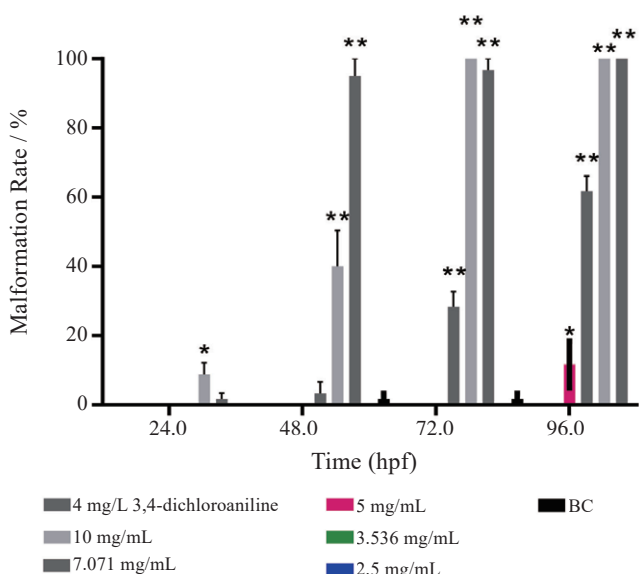 ** ** **
** **
100
80
**
60
**
40
**
20
* *
0
24.0 48.0 72.0 96.0
Malformation Rate / %
Time (hpf)
4 mg/L 3,4-dichloroaniline 5 mg/mL BC
10 mg/mL 3.536 mg/mL
7.071 mg/mL 2.5 mg/mL